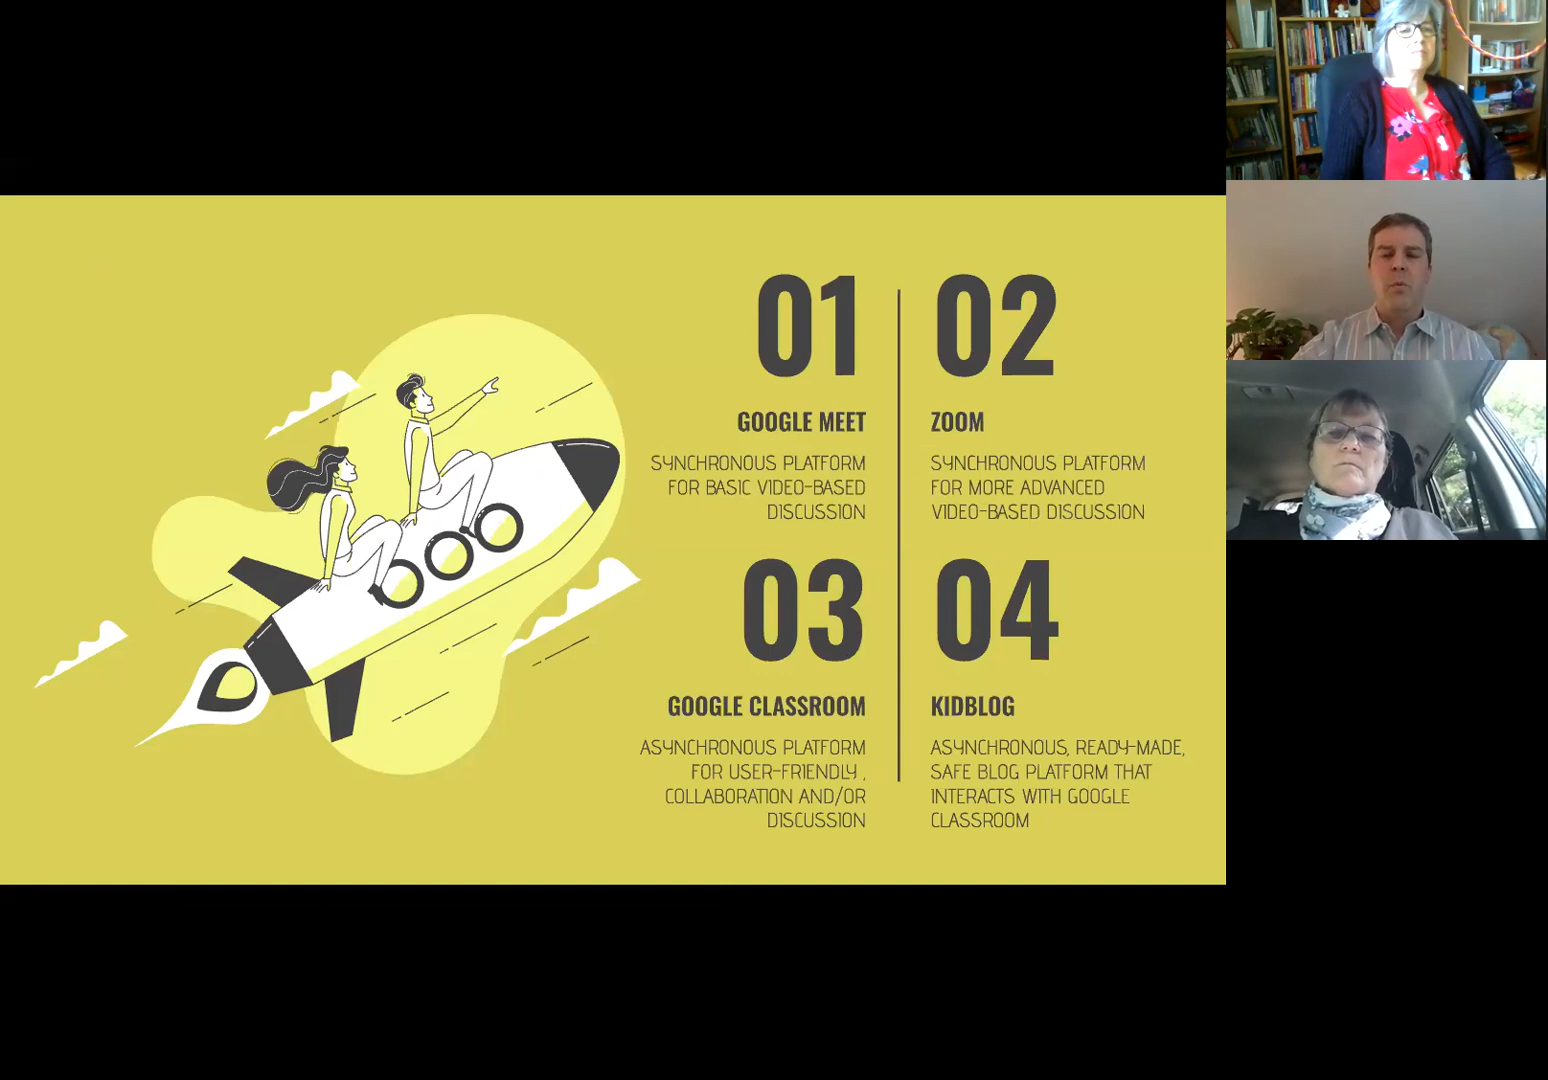 01
GOOGLE MEET
SYNCHRONOUS PLATFORM
FOR BASIC VIDEO-BASED
DISCUSSION
02
ZOOM
SYNCHRONOUS PLATFORM
FOR MORE ADVANCED
VIDEO-BASED DISCUSSION
03
GOOGLE CLASSROOM
ASYNCHRONOUS PLATFORM
FOR USER-FRIENDLY ,
COLLABORATION AND/OR
DISCUSSION
04
KIDBLOG
ASYNCHRONOUS, READY-MADE,
SAFE BLOG PLATFORM THAT
INTERACTS WITH GOOGLE
CLASSROOM